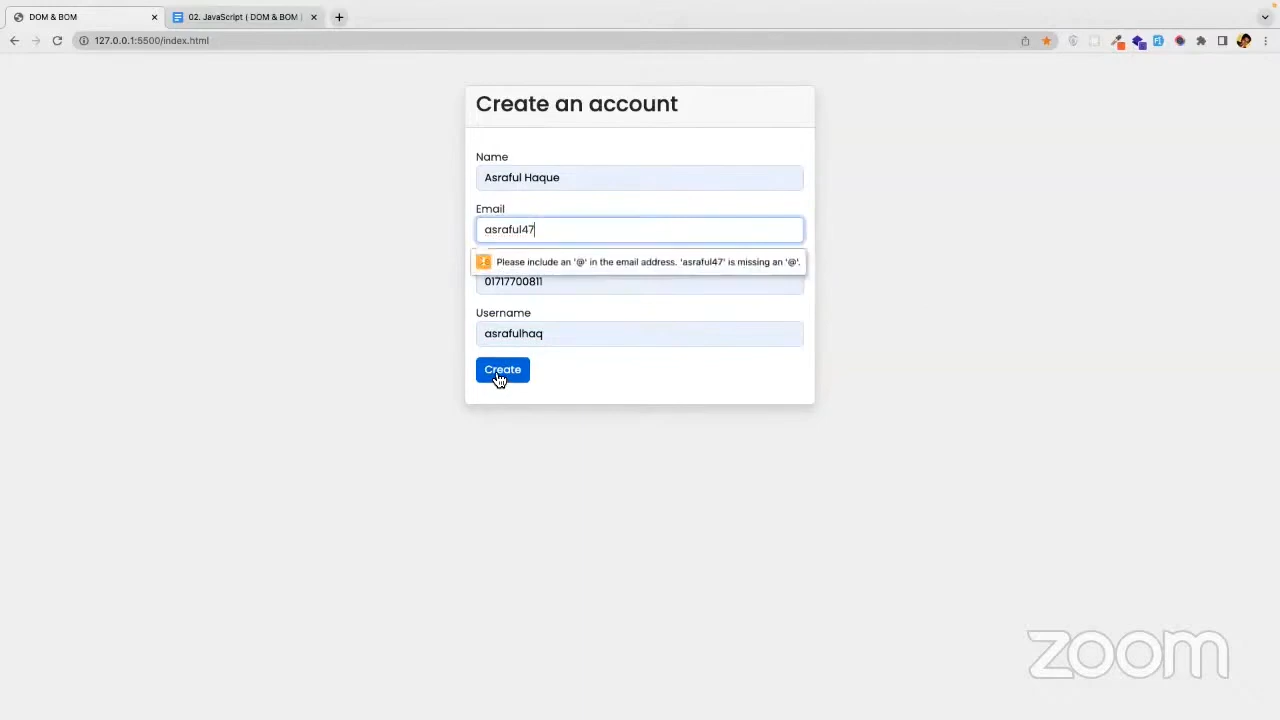 DOM & BOM
02. JavaScript ( DOM & BOM
127.0.0.1:5500/index.html
Create an account
Name
Asraful Haque
Email
asraful47
Please include an '@' in the email address. 'asraful47' is missing an '@'.
01717700811
Username
asrafulhaq
Create
zoom